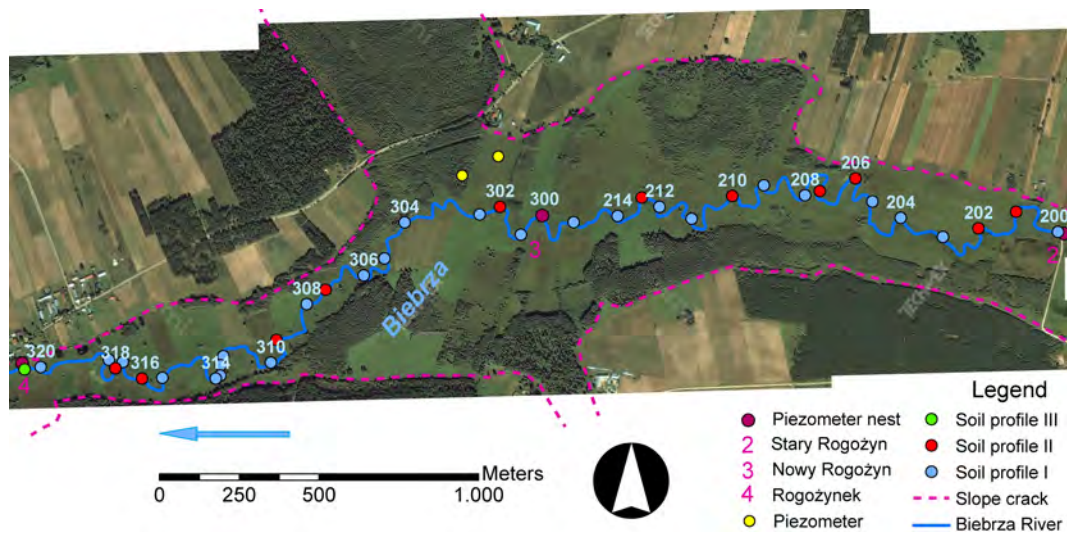 206
302
300
212
210
208
304
214
204
202
200
3
2
306
Biebrza
308
310
320
318
316
314
4
Legend
Piezometer nest
Soil profile III
2 Stary Rogożyn
Soil profile II
3 Nowy Rogożyn
Soil profile I
4 Rogożynek
Slope crack
Piezometer
Biebrza River
Meters
0 250 500 1.000